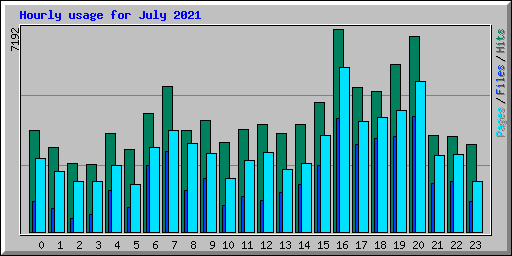 Hourly usage for July 2021
7192
Pages / Files / Hits
0 1 2 3 4 5 6 7 8 9 10 11 12 13 14 15 16 17 18 19 20 21 22 23